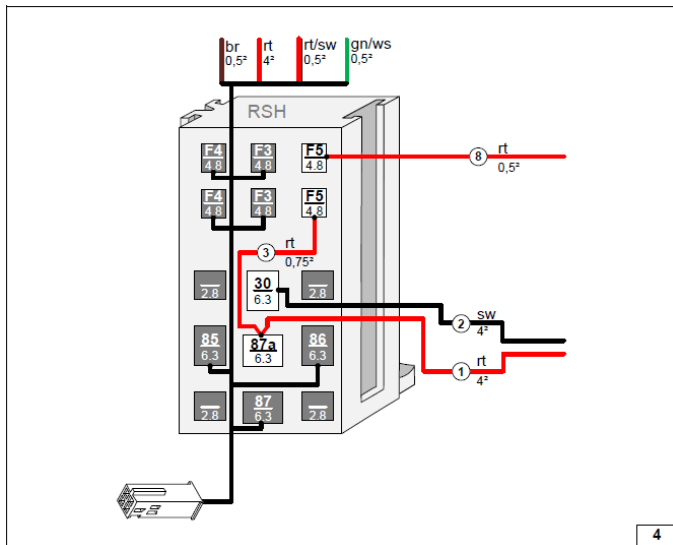 br rt rt/sw gn/ws
0,5² 4² 0,5² 0,5²
RSH
F4 F3 F5
4.8 4.8 4.8
8 rt
0,5²
F4 F3 F5
4.8 4.8 4.8
3 rt
0,75²
30
2.8 6.3 2.8
2 sw
4²
85 87a 86
6.3 6.3 6.3
1 rt
4²
87
2.8 6.3 2.8
4